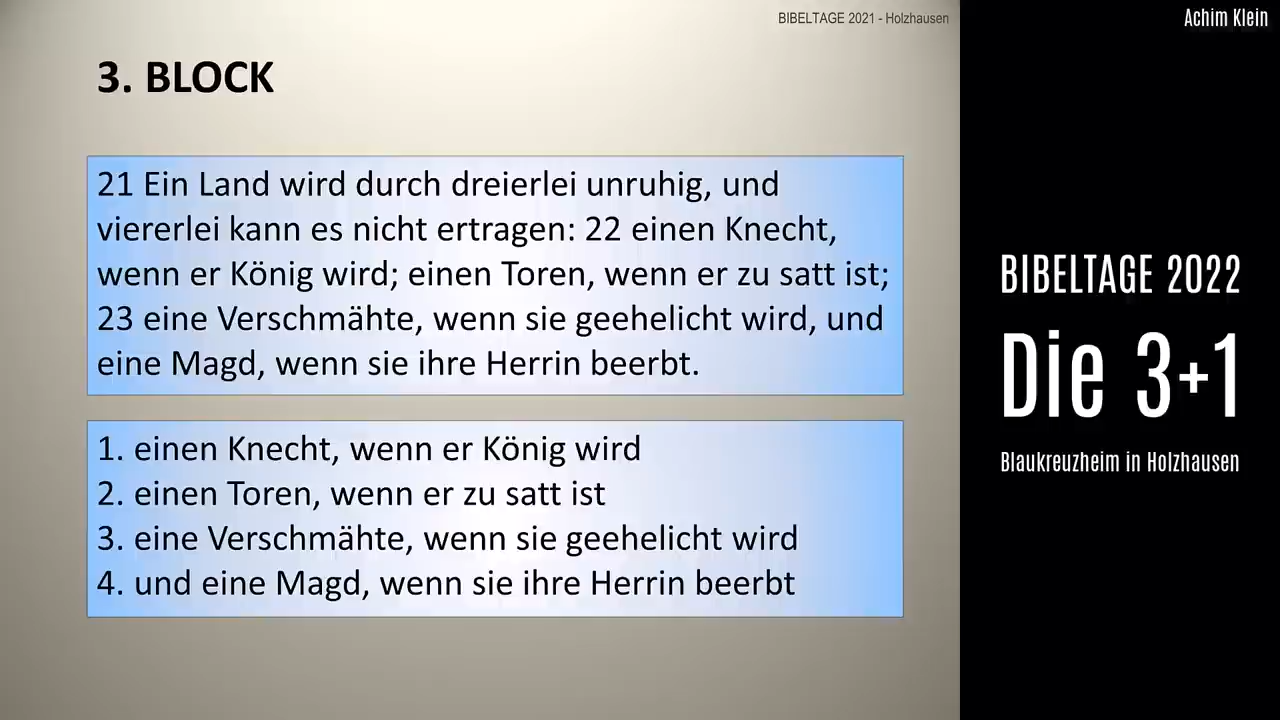 BIBELTAGE 2021 - Holzhausen
Achim Klein
3. BLOCK
21 Ein Land wird durch dreierlei unruhig, und
viererlei kann es nicht ertragen: 22 einen Knecht,
wenn er König wird; einen Toren, wenn er zu satt ist;
23 eine Verschmähte, wenn sie geehelicht wird, und
eine Magd, wenn sie ihre Herrin beerbt.
1. einen Knecht, wenn er König wird
2. einen Toren, wenn er zu satt ist
3. eine Verschmähte, wenn sie geehelicht wird
4. und eine Magd, wenn sie ihre Herrin beerbt
BIBELTAGE 2022
Die 3+1
Blaukreuzheim in Holzhausen